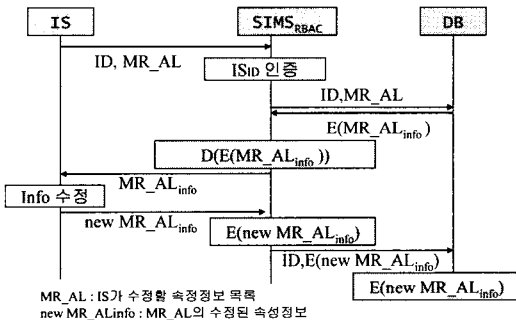 IS SIMS_RBAC DB
ID, MR_AL
IS_ID 인증
ID,MR_AL
E(MR_AL_info)
D(E(MR_AL_info ))
MR_AL_info
Info 수정
new MR_AL_info
E(new MR_AL_info)
ID,E(new MR_AL_info)
E(new MR_AL_info)
MR_AL : IS가 수정할 속정정보 목록
new MR_ALinfo : MR_AL의 수정된 속성정보